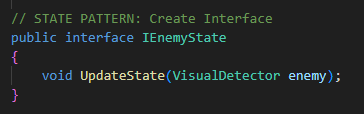 // STATE PATTERN: Create Interface
public interface IEnemyState
{
    void UpdateState(VisualDetector enemy);
}